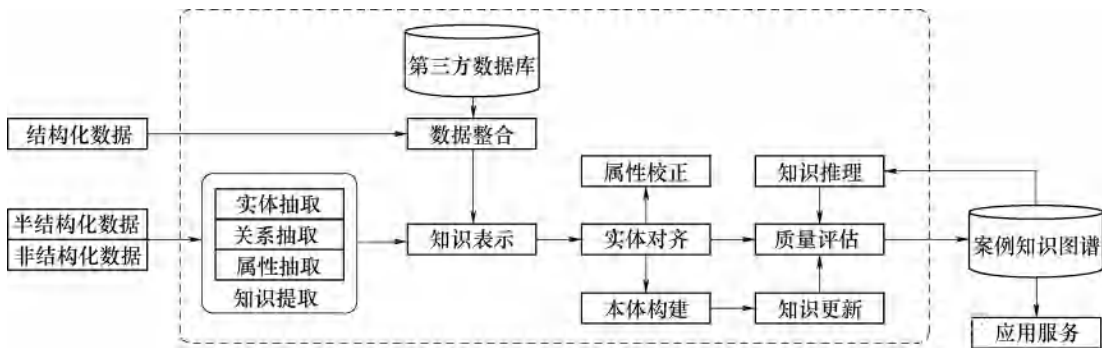 第三方数据库
结构化数据
数据整合
属性校正
知识推理
实体抽取
关系抽取
属性抽取
知识提取
半结构化数据
非结构化数据
知识表示
实体对齐
质量评估
案例知识图谱
本体构建
知识更新
应用服务